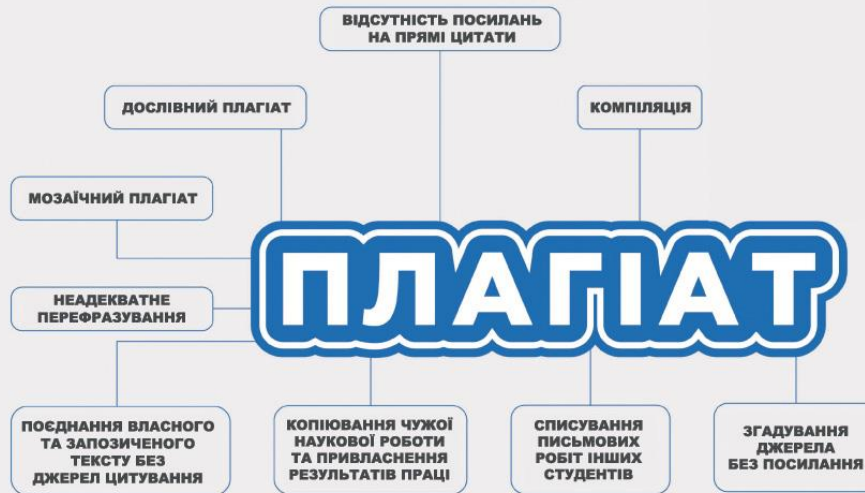 ВІДСУТНІСТЬ ПОСИЛАНЬ
НА ПРЯМІ ЦИТАТИ
ДОСЛІВНИЙ ПЛАГІАТ
КОМПІЛЯЦІЯ
МОЗАЇЧНИЙ ПЛАГІАТ
ПЛАГІАТ
НЕАДЕКВАТНЕ
ПЕРЕФРАЗУВАННЯ
ПОЄДНАННЯ ВЛАСНОГО
ТА ЗАПОЗИЧЕНОГО
ТЕКСТУ БЕЗ
ДЖЕРЕЛ ЦИТУВАННЯ
КОПІЮВАННЯ ЧУЖОЇ
НАУКОВОЇ РОБОТИ
ТА ПРИВЛАСНЕННЯ
РЕЗУЛЬТАТІВ ПРАЦІ
СПИСУВАННЯ
ПИСЬМОВИХ
РОБІТ ІНШИХ
СТУДЕНТІВ
ЗГАДУВАННЯ
ДЖЕРЕЛА
БЕЗ ПОСИЛАННЯ